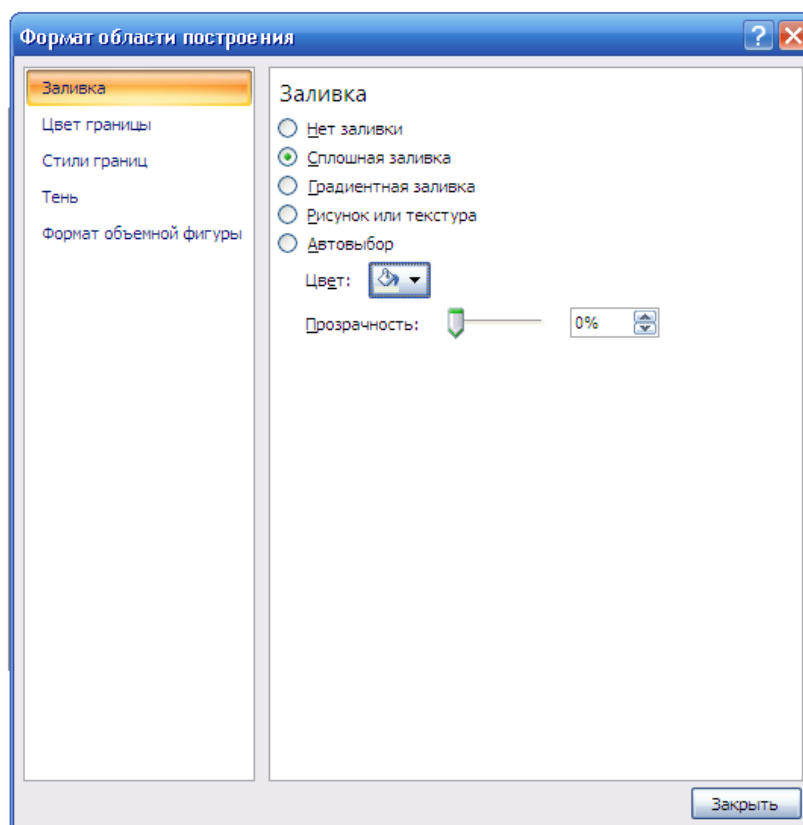 Формат области построения
Заливка
Цвет границы
Стили границ
Тень
Формат объемной фигуры
Заливка
Нет заливки
Сплошная заливка
Градиентная заливка
Рисунок или текстура
Автовыбор
Цвет:
Прозрачность: 0%
Закрыть